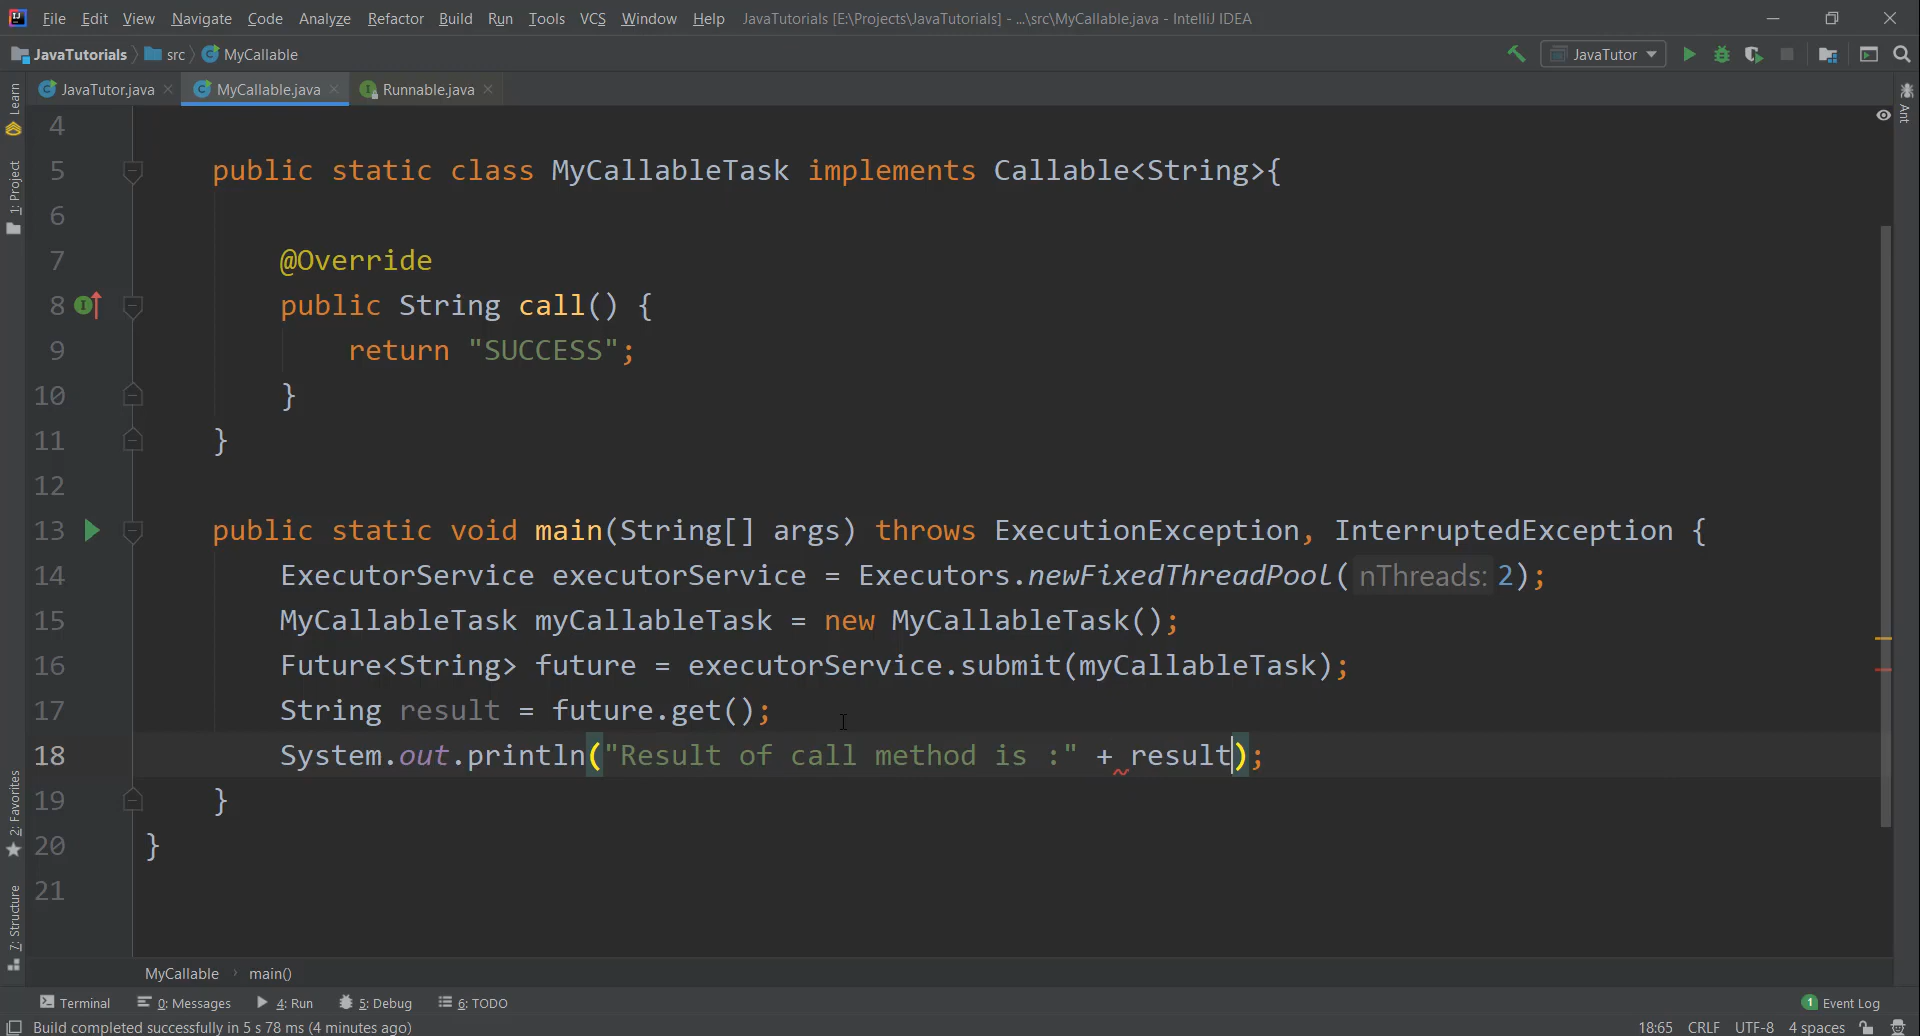 File Edit View Navigate Code Analyze Refactor Build Run Tools VCS Window Help JavaTutorials [E:\Projects\JavaTutorials] - ...\src\MyCallable.java - IntelliJ IDEA
JavaTutorials src MyCallable JavaTutor
JavaTutor.java MyCallable.java Runnable.java
Learn
1: Project
2: Favorites
7: Structure
Ant
4
5 public static class MyCallableTask implements Callable<String>{
6
7 @Override
8 public String call() {
9 return "SUCCESS";
10 }
11 }
12
13 public static void main(String[] args) throws ExecutionException, InterruptedException {
14 ExecutorService executorService = Executors.newFixedThreadPool( nThreads: 2);
15 MyCallableTask myCallableTask = new MyCallableTask();
16 Future<String> future = executorService.submit(myCallableTask);
17 String result = future.get();
18 System.out.println("Result of call method is :" + result);
19 }
20 }
21
MyCallable main()
Terminal 0: Messages 4: Run 5: Debug 6: TODO 1 Event Log
Build completed successfully in 5 s 78 ms (4 minutes ago) 18:65 CRLF UTF-8 4 spaces